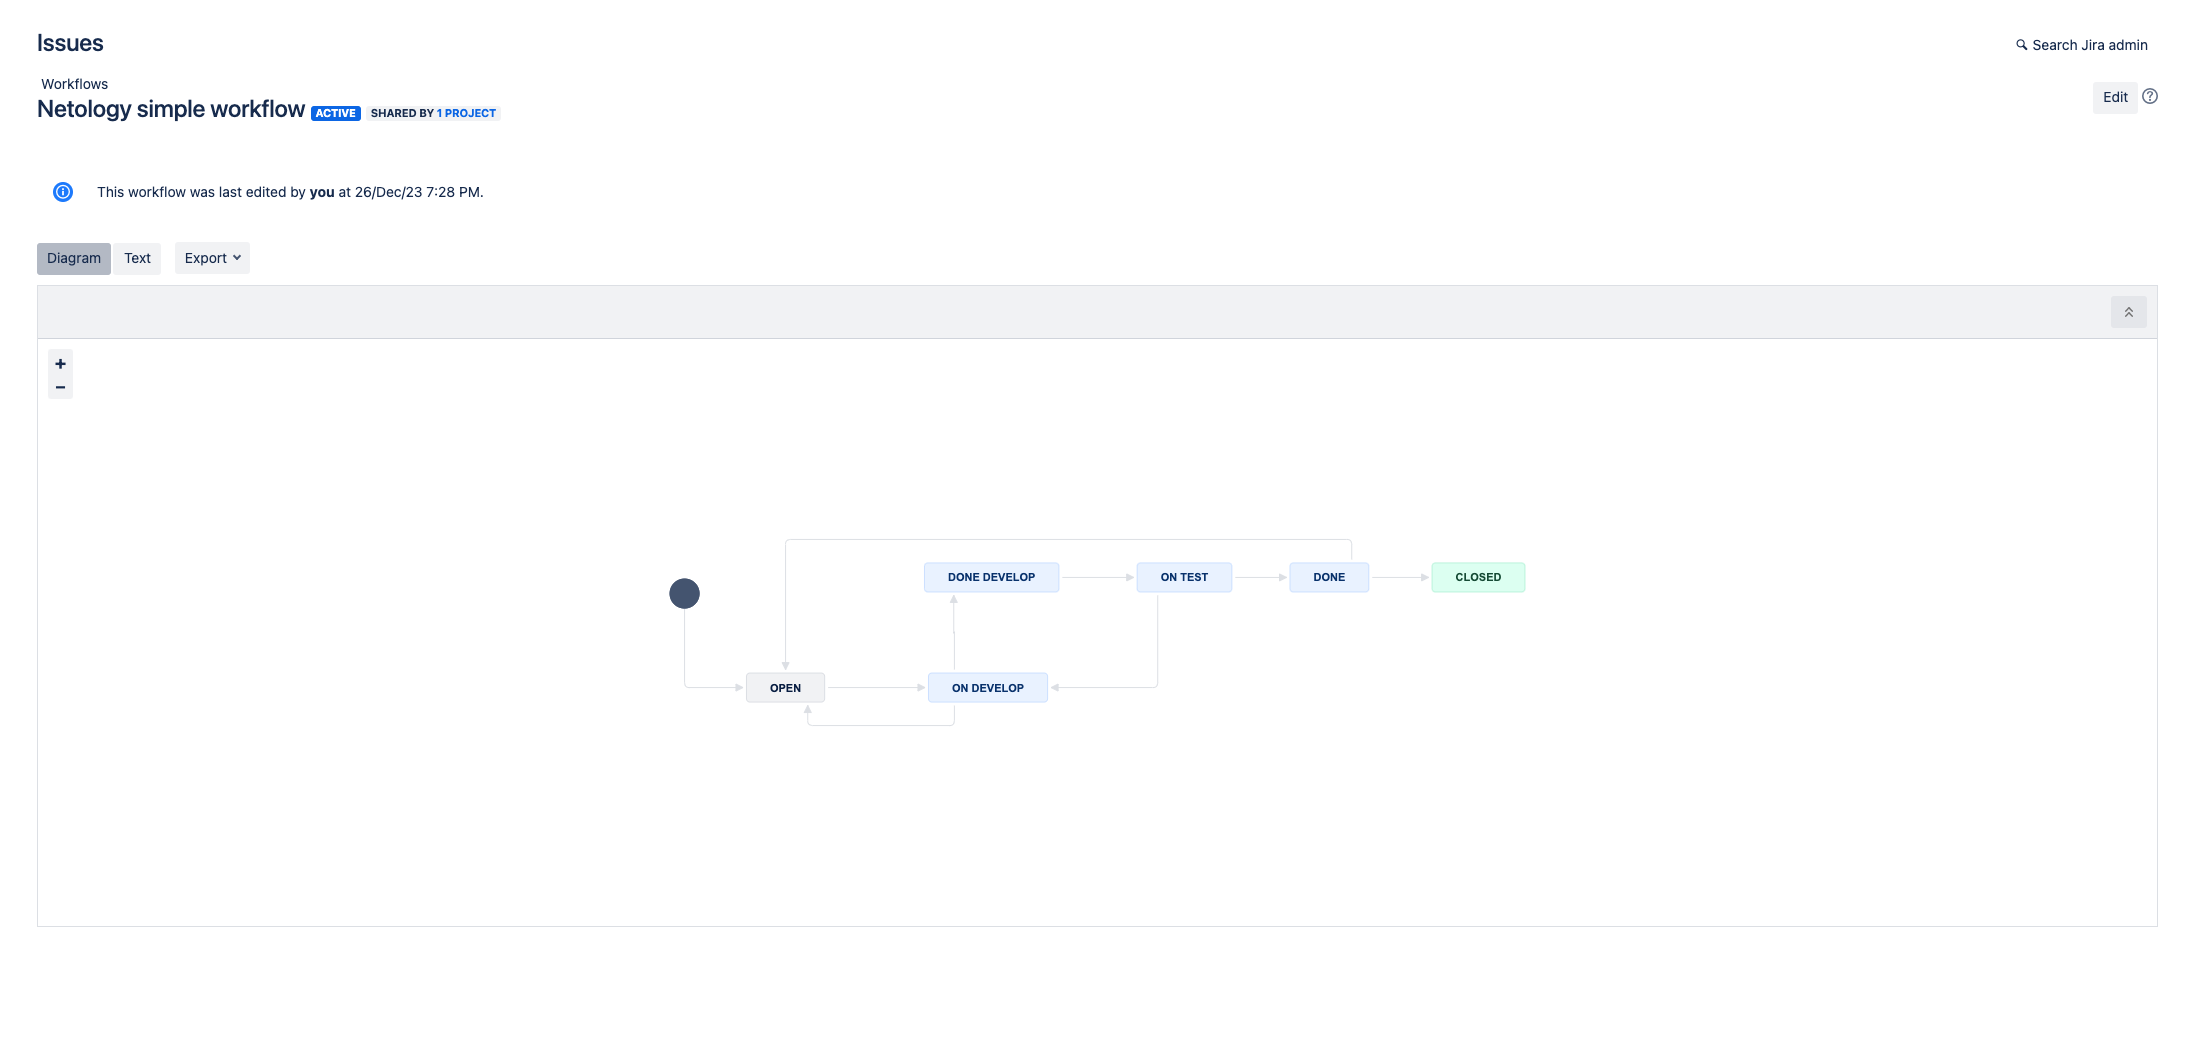 Issues
Search Jira admin
Workflows
Netology simple workflow ACTIVE SHARED BY 1 PROJECT
Edit
This workflow was last edited by you at 26/Dec/23 7:28 PM.
Diagram Text Export
DONE DEVELOP ON TEST DONE CLOSED
OPEN ON DEVELOP